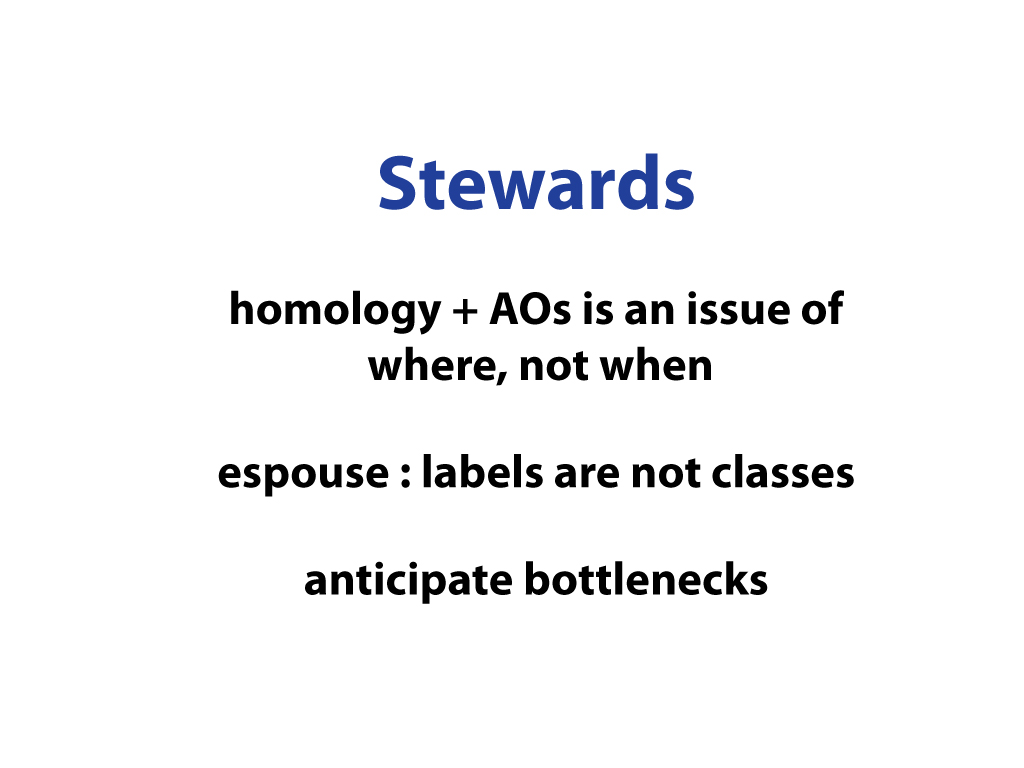 Stewards
homology + AOs is an issue of
where, not when
espouse : labels are not classes
anticipate bottlenecks